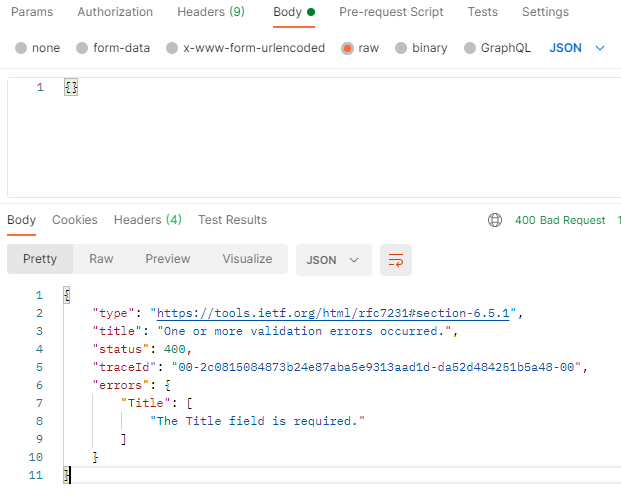 Params Authorization Headers (9) Body Pre-request Script Tests Settings
none form-data x-www-form-urlencoded raw binary GraphQL JSON
1 {}
Body Cookies Headers (4) Test Results 400 Bad Request 1
Pretty Raw Preview Visualize JSON
1 {
2 "type": "https://tools.ietf.org/html/rfc7231#section-6.5.1",
3 "title": "One or more validation errors occurred.",
4 "status": 400,
5 "traceId": "00-2c0815084873b24e87aba5e9313aad1d-da52d484251b5a48-00",
6 "errors": {
7 "Title": [
8 "The Title field is required."
9 ]
10 }
11 }